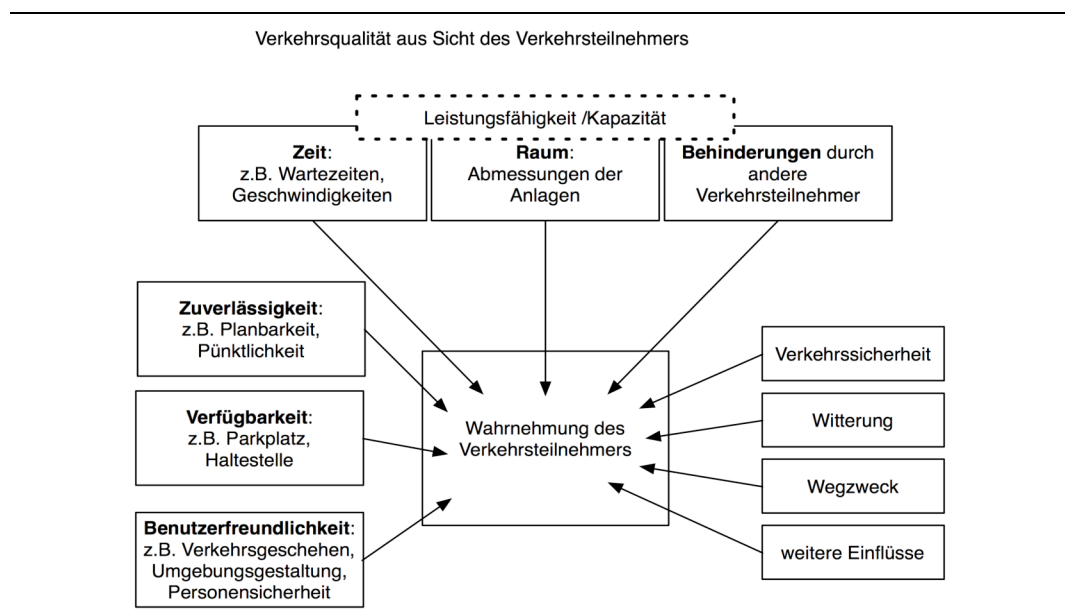 Verkehrsqualität aus Sicht des Verkehrsteilnehmers
Leistungsfähigkeit /Kapazität
Zeit:
z.B. Wartezeiten,
Geschwindigkeiten
Raum:
Abmessungen der
Anlagen
Behinderungen durch
andere
Verkehrsteilnehmer
Zuverlässigkeit:
z.B. Planbarkeit,
Pünktlichkeit
Verfügbarkeit:
z.B. Parkplatz,
Haltestelle
Benutzerfreundlichkeit:
z.B. Verkehrsgeschehen,
Umgebungsgestaltung,
Personensicherheit
Wahrnehmung des
Verkehrsteilnehmers
Verkehrssicherheit
Witterung
Wegzweck
weitere Einflüsse